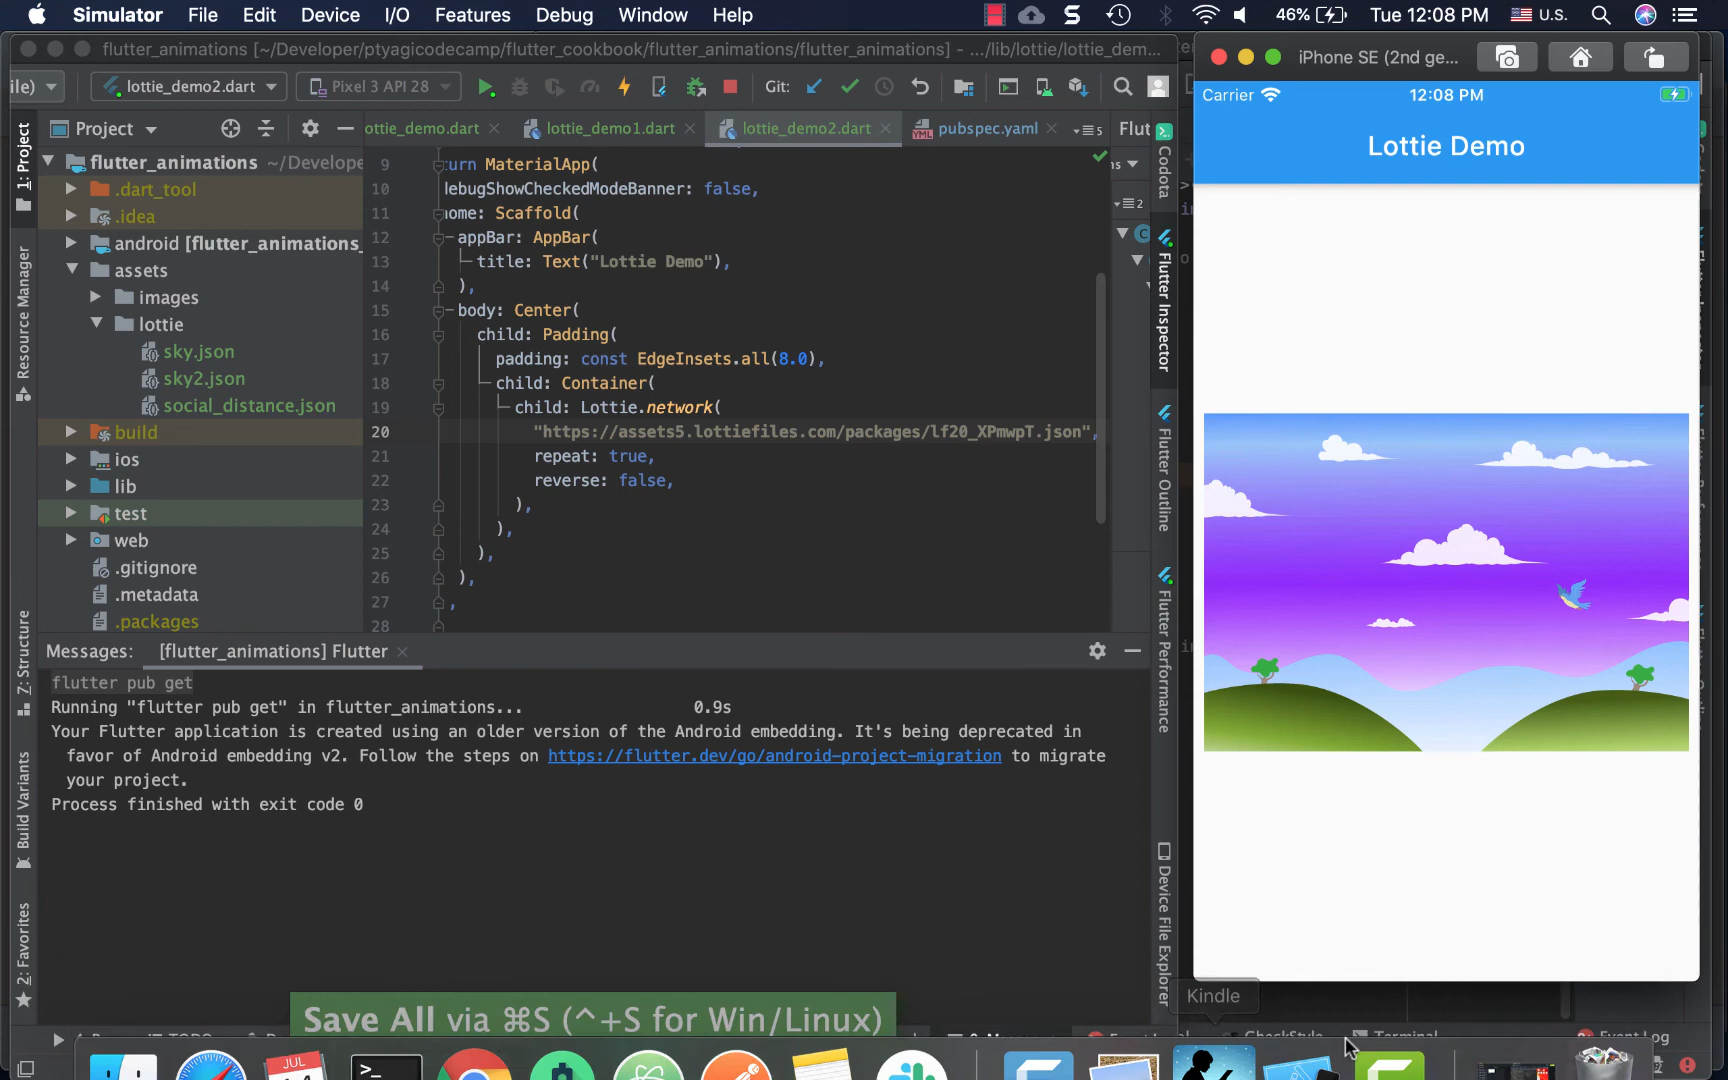 Simulator File Edit Device I/O Features Debug Window Help
46% Tue 12:08 PM U.S.
flutter_animations [~/Developer/ptyagicodecamp/flutter_cookbook/flutter_animations/flutter_animations] - .../lib/lottie/lottie_dem...
ile) lottie_demo2.dart Pixel 3 API 28 Git:
Project
ottie_demo.dart lottie_demo1.dart lottie_demo2.dart pubspec.yaml 5 Flut
1: Project
Resource Manager
Z: Structure
Build Variants
2: Favorites
flutter_animations ~/Develope
.dart_tool
.idea
android [flutter_animations_
assets
images
lottie
sky.json
sky2.json
social_distance.json
build
ios
lib
test
web
.gitignore
.metadata
.packages
9 urn MaterialApp(
10 debugShowCheckedModeBanner: false,
11 home: Scaffold(
12 appBar: AppBar(
13 title: Text("Lottie Demo"),
14 ),
15 body: Center(
16 child: Padding(
17 padding: const EdgeInsets.all(8.0),
18 child: Container(
19 child: Lottie.network(
20 "https://assets5.lottiefiles.com/packages/lf20_XPmwpT.json",
21 repeat: true,
22 reverse: false,
23 ),
24 ),
25 ),
26 ),
27 ,
28
Codota
Flutter Inspector
Flutter Outline
Flutter Performance
Device File Explorer
Messages: [flutter_animations] Flutter
flutter pub get
Running "flutter pub get" in flutter_animations... 0.9s
Your Flutter application is created using an older version of the Android embedding. It's being deprecated in
favor of Android embedding v2. Follow the steps on https://flutter.dev/go/android-project-migration to migrate
your project.
Process finished with exit code 0
Save All via ⌘S (^+S for Win/Linux)
iPhone SE (2nd ge...
Carrier 12:08 PM
Lottie Demo
Kindle
CheckStyle Terminal Event Log
JUL